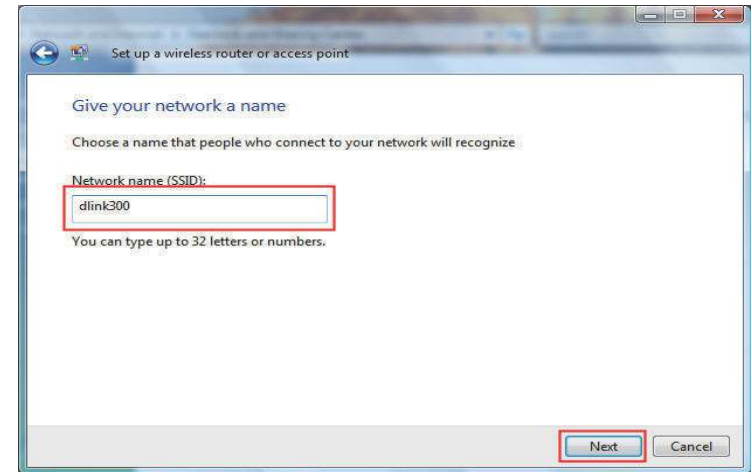 Set up a wireless router or access point
Give your network a name
Choose a name that people who connect to your network will recognize
Network name (SSID):
dlink300
You can type up to 32 letters or numbers.
Next
Cancel